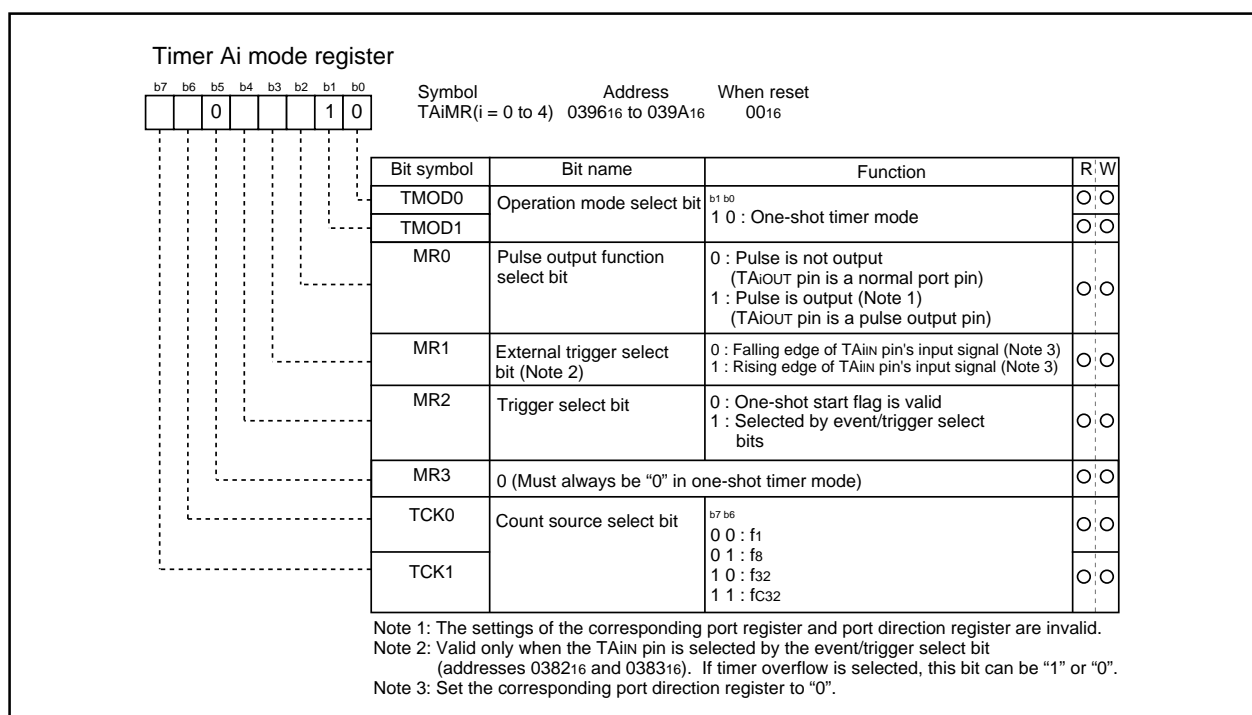 Timer Ai mode register
b7 b6 b5 b4 b3 b2 b1 b0
0 1 0
Symbol Address When reset
TAiMR(i = 0 to 4) 039616 to 039A16 0016
Bit symbol Bit name Function R W
TMOD0
TMOD1
Operation mode select bit
b1 b0
1 0 : One-shot timer mode
MR0
Pulse output function
select bit
0 : Pulse is not output
(TAiOUT pin is a normal port pin)
1 : Pulse is output (Note 1)
(TAiOUT pin is a pulse output pin)
MR1
External trigger select
bit (Note 2)
0 : Falling edge of TAiIN pin's input signal (Note 3)
1 : Rising edge of TAiIN pin's input signal (Note 3)
MR2
Trigger select bit
0 : One-shot start flag is valid
1 : Selected by event/trigger select
bits
MR3
0 (Must always be “0” in one-shot timer mode)
TCK0
TCK1
Count source select bit
b7 b6
0 0 : f1
0 1 : f8
1 0 : f32
1 1 : fC32
Note 1: The settings of the corresponding port register and port direction register are invalid.
Note 2: Valid only when the TAiIN pin is selected by the event/trigger select bit
(addresses 038216 and 038316). If timer overflow is selected, this bit can be “1” or “0”.
Note 3: Set the corresponding port direction register to “0”.